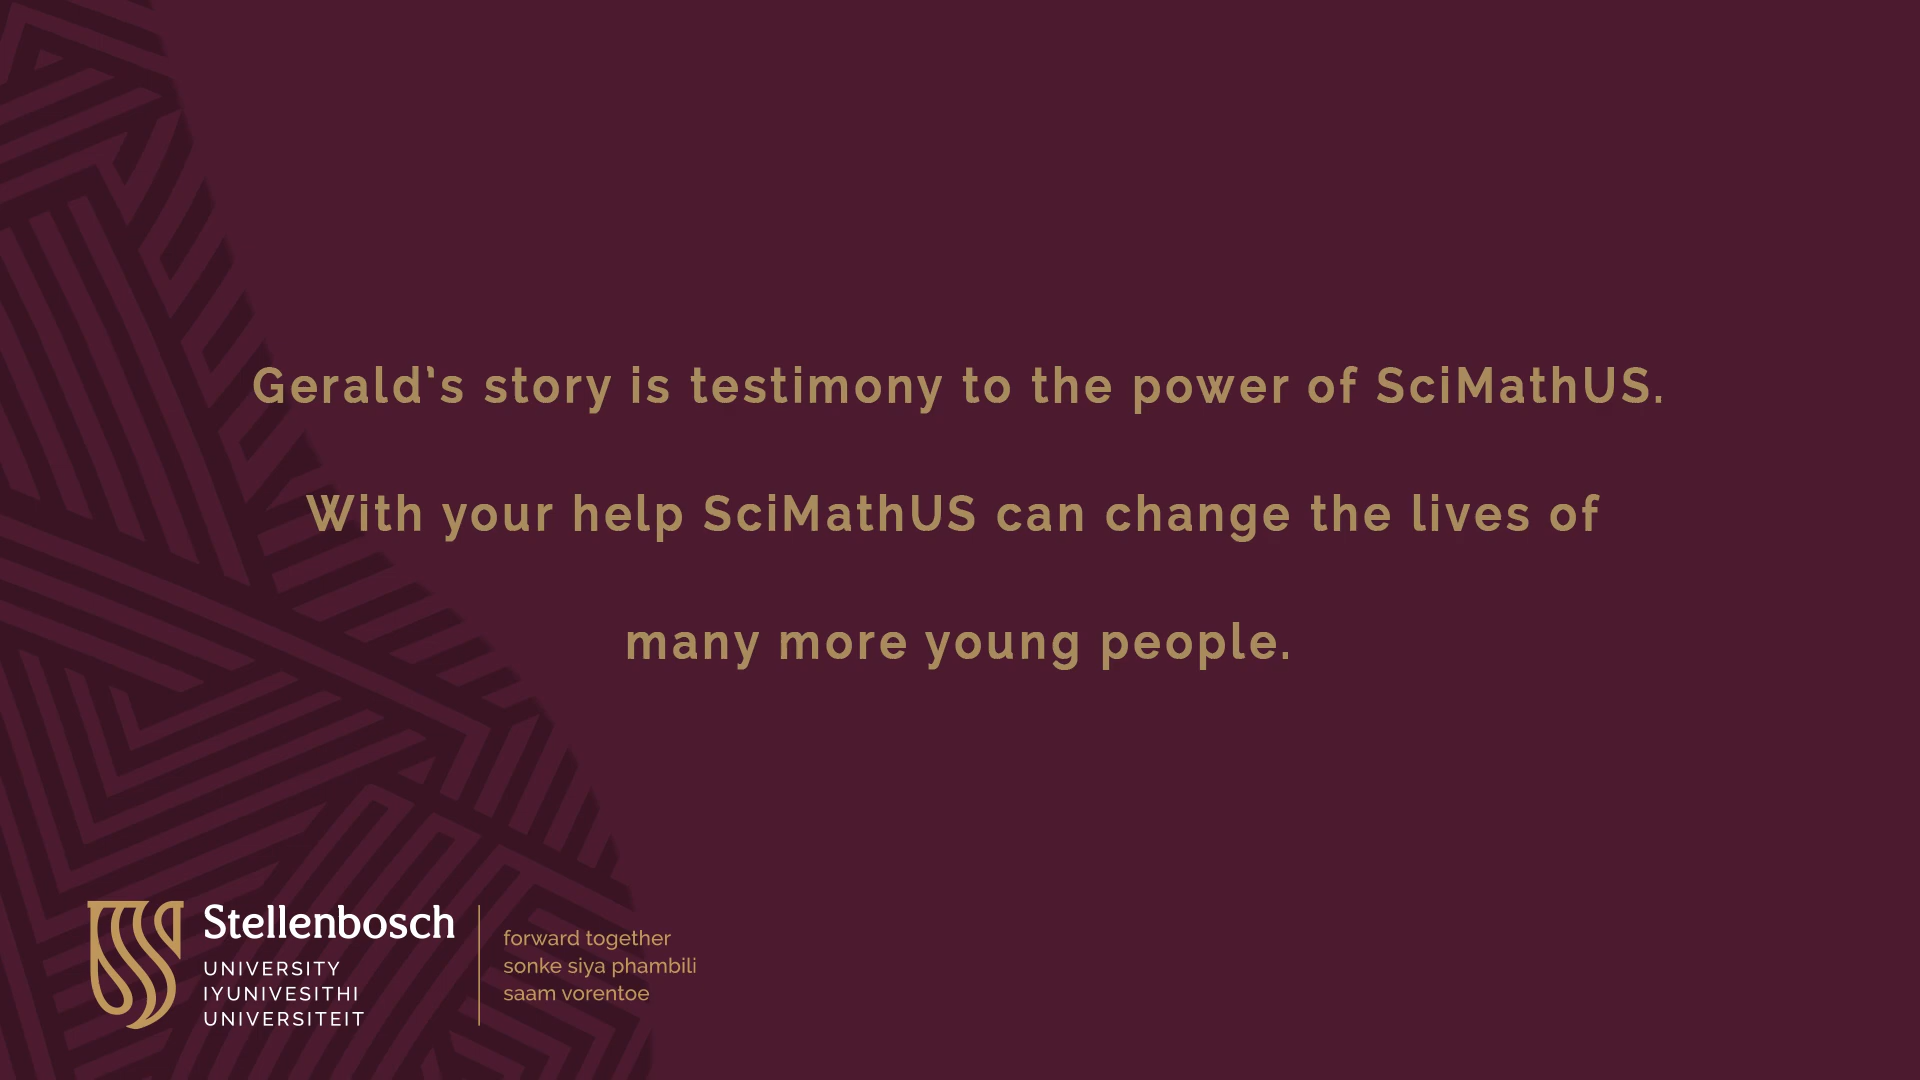 Gerald's story is testimony to the power of SciMathUS.
With your help SciMathUS can change the lives of
many more young people.
Stellenbosch
UNIVERSITY
IYUNIVESITHI
UNIVERSITEIT
forward together
sonke siya phambili
saam vorentoe